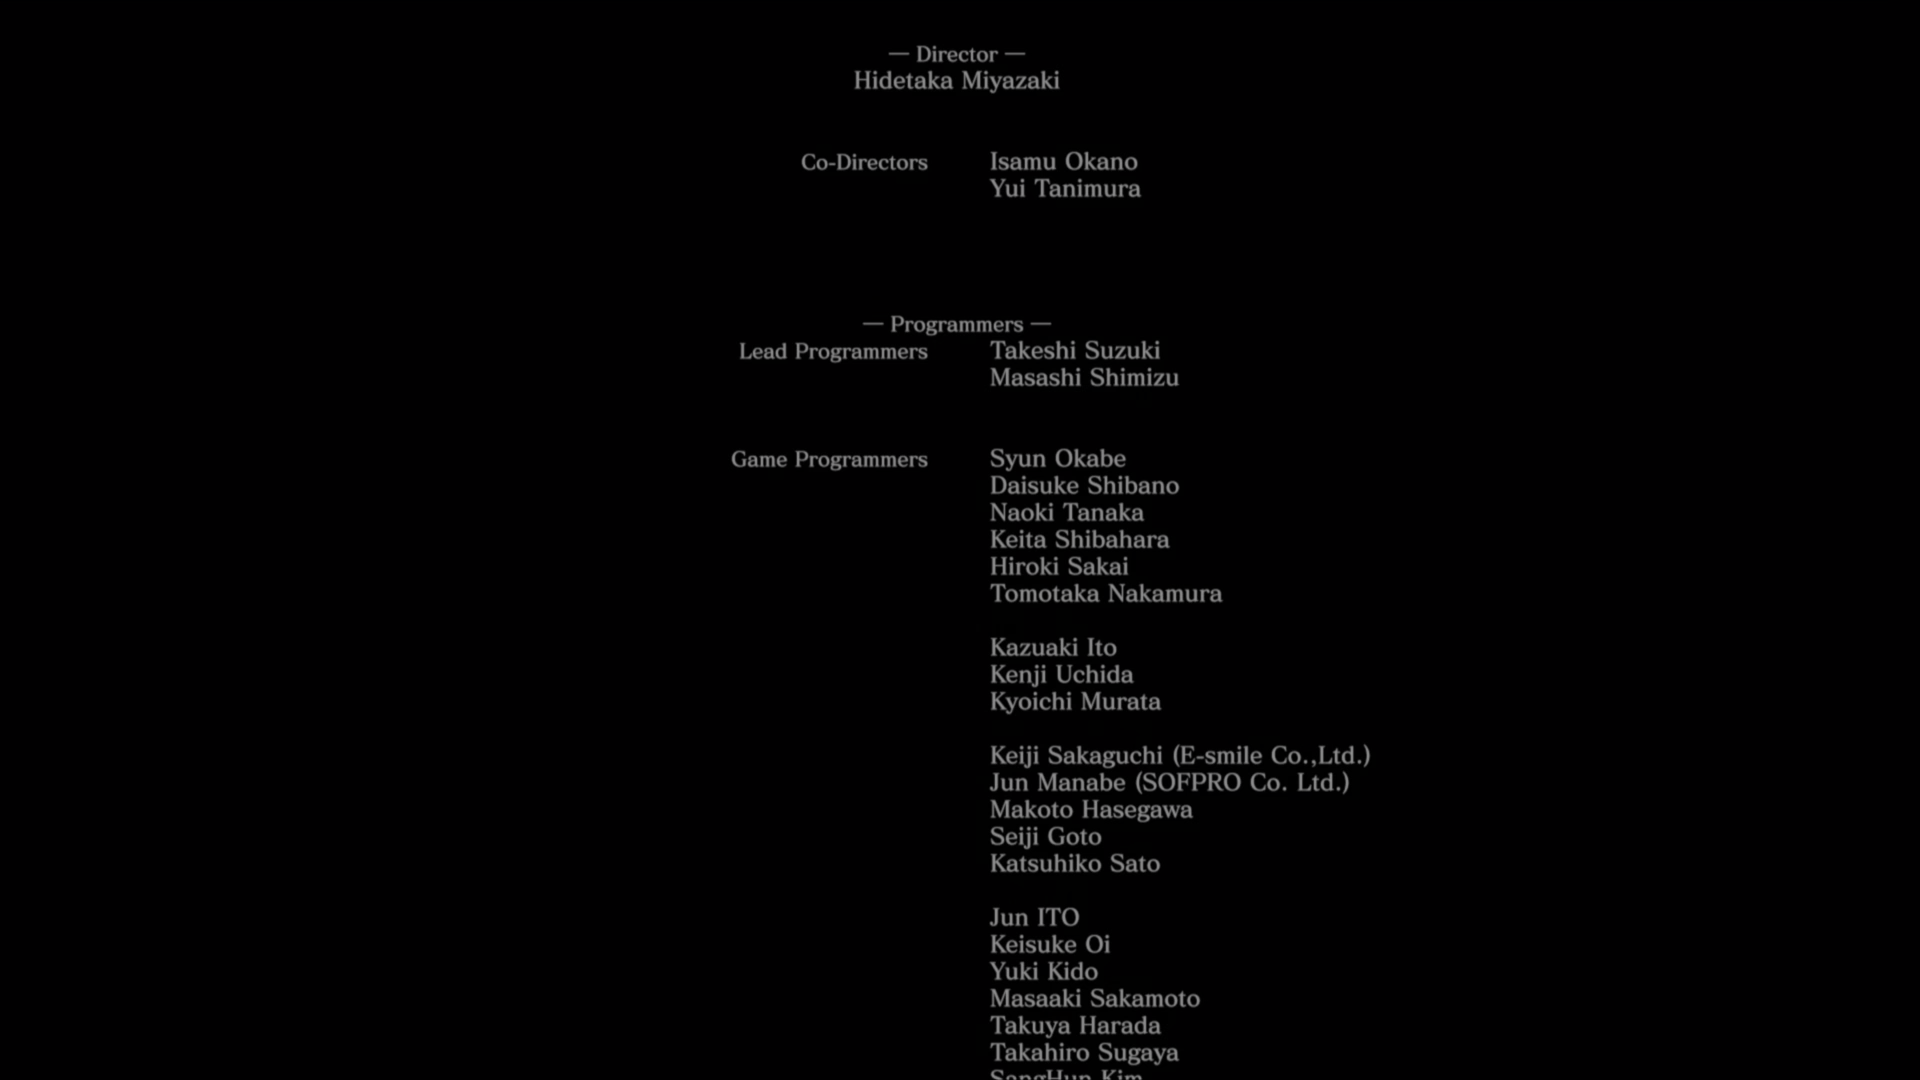 — Director —
Hidetaka Miyazaki
Co-Directors Isamu Okano
Yui Tanimura
— Programmers —
Lead Programmers Takeshi Suzuki
Masashi Shimizu
Game Programmers Syun Okabe
Daisuke Shibano
Naoki Tanaka
Keita Shibahara
Hiroki Sakai
Tomotaka Nakamura
Kazuaki Ito
Kenji Uchida
Kyoichi Murata
Keiji Sakaguchi (E-smile Co.,Ltd.)
Jun Manabe (SOFPRO Co. Ltd.)
Makoto Hasegawa
Seiji Goto
Katsuhiko Sato
Jun ITO
Keisuke Oi
Yuki Kido
Masaaki Sakamoto
Takuya Harada
Takahiro Sugaya
SangHun Kim